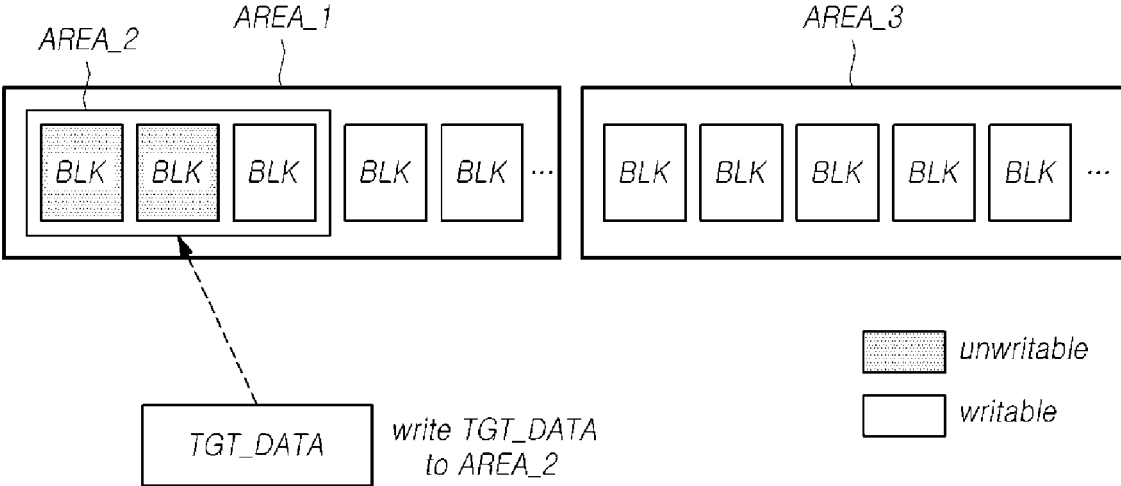 AREA_1
AREA_3
AREA_2
BLK BLK BLK BLK BLK ... BLK BLK BLK BLK BLK ...
unwritable
writable
TGT_DATA
write TGT_DATA
to AREA_2